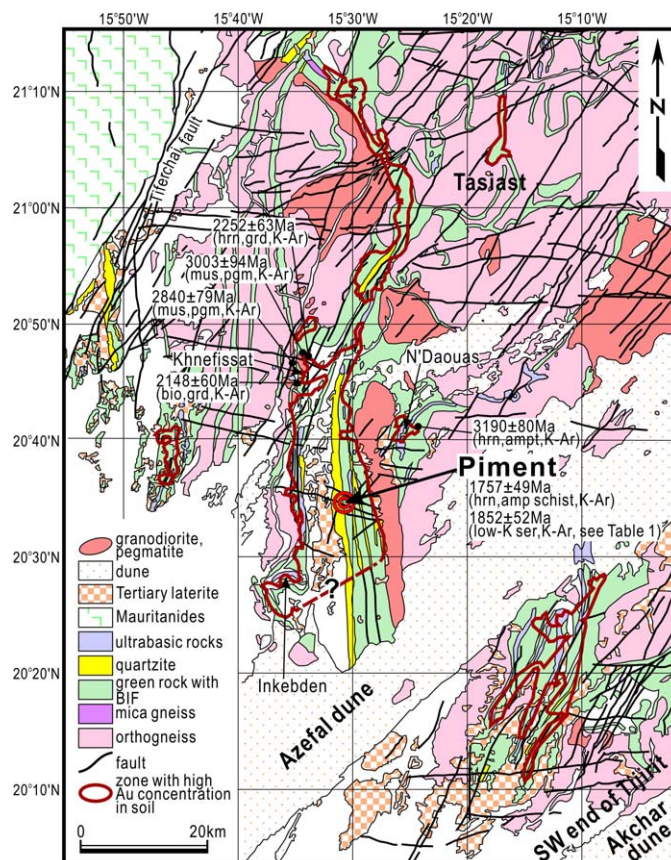 15°50'W
15°40'W
15°30'W
15°20'W
15°10'W
21°10'N
21°00'N
20°50'N
20°40'N
20°30'N
20°20'N
20°10'N
Tiferchai fault
Tasiast
2252±63Ma
(hrn,grd,K-Ar)
3003±94Ma
(mus,pgm,K-Ar)
2840±79Ma
(mus,pgm,K-Ar)
Khnefissat
2148±60Ma
(bio,grd,K-Ar)
N'Daouas
3190±80Ma
(hrn,ampt,K-Ar)
Piment
1757±49Ma
(hrn,amp schist,K-Ar)
1852±52Ma
(low-K ser,K-Ar, see Table 1)
?
Inkebden
Azefal dune
SW end of Tijirit
Akchar
dune
granodiorite,
pegmatite
dune
Tertiary laterite
Mauritanides
ultrabasic rocks
quartzite
green rock with
BIF
mica gneiss
orthogneiss
fault
zone with high
Au concentration
in soil
0 20km